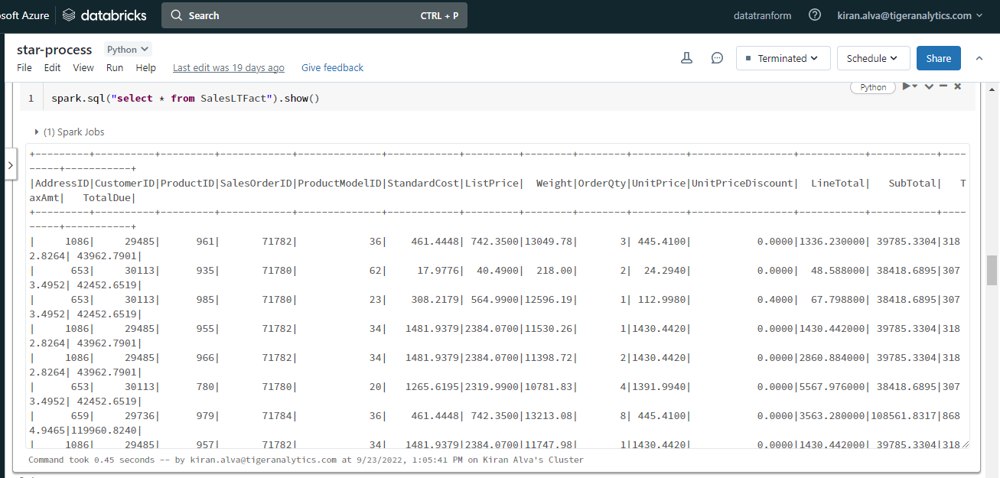 soft Azure databricks Search CTRL + P datatranform kiran.alva@tigeranalytics.com
star-process Python
File Edit View Run Help Last edit was 19 days ago Give feedback Terminated Schedule Share
Python
1 spark.sql("select * from SalesLTFact").show()
(1) Spark Jobs
+---------+----------+---------+------------+--------------+------------+---------+--------+--------+---------+-----------------+-----------+-----------+----
-----+-----------+
|AddressID|CustomerID|ProductID|SalesOrderID|ProductModelID|StandardCost|ListPrice|  Weight|OrderQty|UnitPrice|UnitPriceDiscount|  LineTotal|   SubTotal|   T
axAmt|   TotalDue|
+---------+----------+---------+------------+--------------+------------+---------+--------+--------+---------+-----------------+-----------+-----------+----
-----+-----------+
|     1086|     29485|      961|       71782|            36|    461.4448| 742.3500|13049.78|       3| 445.4100|           0.0000|1336.230000| 39785.3304|318
2.8264| 43962.7901|
|      653|     30113|      935|       71780|            62|     17.9776|  40.4900|  218.00|       2|  24.2940|           0.0000|  48.588000| 38418.6895|307
3.4952| 42452.6519|
|      653|     30113|      985|       71780|            23|    308.2179| 564.9900|12596.19|       1| 112.9980|           0.4000|  67.798800| 38418.6895|307
3.4952| 42452.6519|
|     1086|     29485|      955|       71782|            34|   1481.9379|2384.0700|11530.26|       1|1430.4420|           0.0000|1430.442000| 39785.3304|318
2.8264| 43962.7901|
|     1086|     29485|      966|       71782|            34|   1481.9379|2384.0700|11398.72|       2|1430.4420|           0.0000|2860.884000| 39785.3304|318
2.8264| 43962.7901|
|      653|     30113|      780|       71780|            20|   1265.6195|2319.9900|10781.83|       4|1391.9940|           0.0000|5567.976000| 38418.6895|307
3.4952| 42452.6519|
|      659|     29736|      979|       71784|            36|    461.4448| 742.3500|13213.08|       8| 445.4100|           0.0000|3563.280000|108561.8317|868
4.9465|119960.8240|
|     1086|     29485|      957|       71782|            34|   1481.9379|2384.0700|11747.98|       1|1430.4420|           0.0000|1430.442000| 39785.3304|318
Command took 0.45 seconds -- by kiran.alva@tigeranalytics.com at 9/23/2022, 1:05:41 PM on Kiran Alva's Cluster